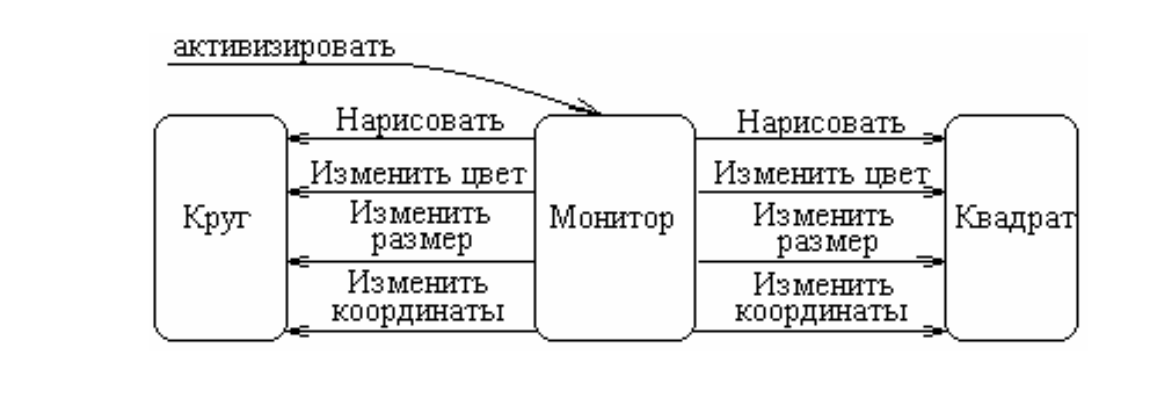 активизировать
Нарисовать
Нарисовать
Изменить цвет
Изменить цвет
Изменить
размер
Изменить
размер
Круг
Монитор
Квадрат
Изменить
координаты
Изменить
координаты